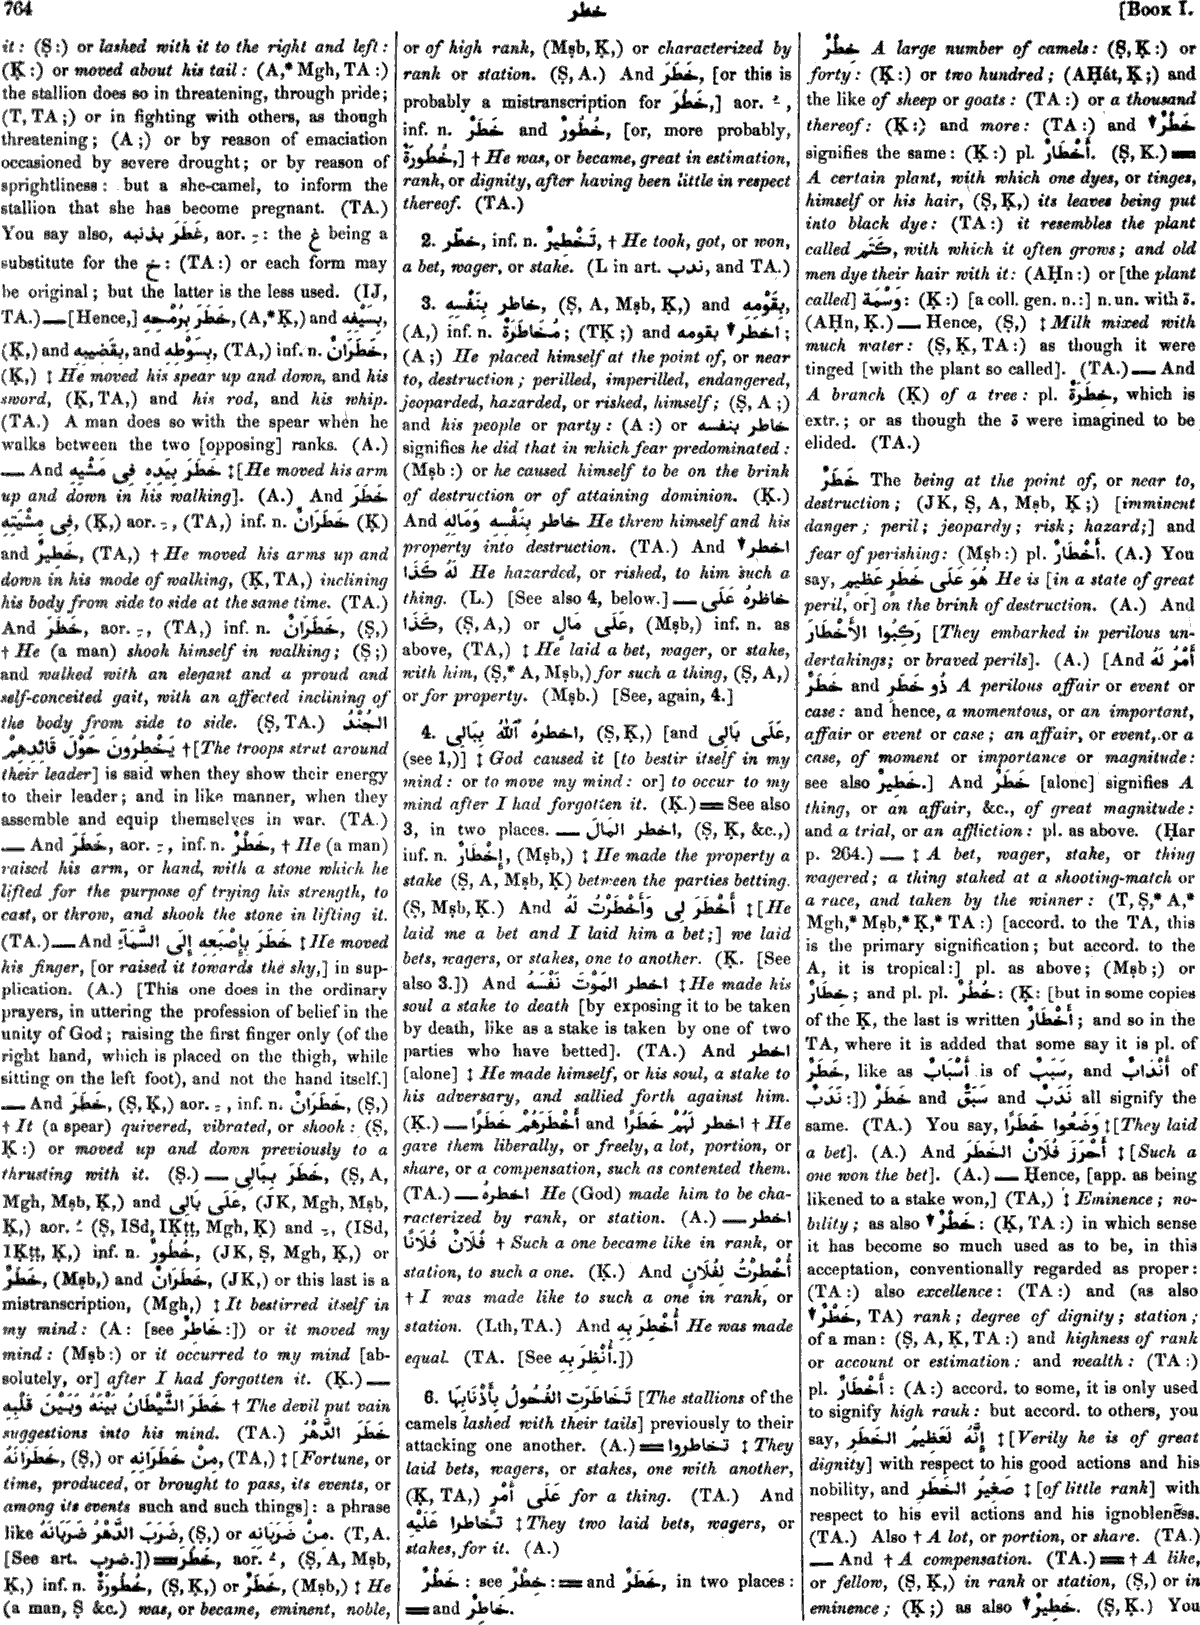 764
خطر
[Book I.
it: (Ṣ:) or lashed with it to the right and left:
(Ḳ:) or moved about his tail: (A,* Mgh, TA:)
the stallion does so in threatening, through pride;
(T, TA;) or in fighting with others, as though
threatening; (A;) or by reason of emaciation
occasioned by severe drought; or by reason of
sprightliness: but a she-camel, to inform the
stallion that she has become pregnant. (TA.)
You say also, غَطَرَ بِذَنَبِهِ, aor. ـِ: the غ being a
substitute for the خ: (TA:) or each form may
be original; but the latter is the less used. (IJ,
TA.)—[Hence,] خَطَرَ بِرُمْحِهِ, (A,* Ḳ,) and بِسَيْفِهِ,
(Ḳ,) and بِقَضِيبِهِ, and بِسَوْطِهِ, (TA,) inf. n. خَطَرَانٌ,
(Ḳ,) ‡ He moved his spear up and down, and his
sword, (Ḳ, TA,) and his rod, and his whip.
(TA.) A man does so with the spear when he
walks between the two [opposing] ranks. (A.)
— And خَطَرَ بِيَدِهِ فِى مَشْيِهِ ‡ [He moved his arm
up and down in his walking]. (A.) And خَطَرَ
فِى مِشْيَتِهِ, (Ḳ,) aor. ـِ, (TA,) inf. n. خَطَرَانٌ (Ḳ)
and خَطِيرٌ, (TA,) † He moved his arms up and
down in his mode of walking, (Ḳ, TA,) inclining
his body from side to side at the same time. (TA.)
And خَطَرَ, aor. ـِ, (TA,) inf. n. خَطَرَانٌ, (Ṣ,)
† He (a man) shook himself in walking; (Ṣ;)
and walked with an elegant and a proud and
self-conceited gait, with an affected inclining of
the body from side to side. (Ṣ, TA.) الجُنْدُ
يَخْطِرُونَ حَوْلَ قَائِدِهِمْ † [The troops strut around
their leader] is said when they show their energy
to their leader; and in like manner, when they
assemble and equip themselves in war. (TA.)
— And خَطَرَ, aor. ـِ, inf. n. خَطْرٌ, † He (a man)
raised his arm, or hand, with a stone which he
lifted for the purpose of trying his strength, to
cast, or throw, and shook the stone in lifting it.
(TA.)—And خَطَرَ بِإِصْبَعِهِ إِلَى السَّمَآءِ ‡ He moved
his finger, [or raised it towards the sky,] in sup-
plication. (A.) [This one does in the ordinary
prayers, in uttering the profession of belief in the
unity of God; raising the first finger only (of the
right hand, which is placed on the thigh, while
sitting on the left foot), and not the hand itself.]
— And خَطَرَ, (Ṣ, Ḳ,) aor. ـِ, inf. n. خَطَرَانٌ, (Ṣ,)
† It (a spear) quivered, vibrated, or shook: (Ṣ,
Ḳ:) or moved up and down previously to a
thrusting with it. (Ṣ.) — خَطَرَ بِبَالِى, (Ṣ, A,
Mgh, Mṣb, Ḳ,) and عَلَى بَالِى, (JK, Mgh, Mṣb,
Ḳ,) aor. ـُ (Ṣ, ISd, IḲṭṭ, Mgh, Ḳ) and ـِ, (ISd,
IḲṭṭ, Ḳ,) inf. n. خُطُورٌ, (JK, Ṣ, Mgh, Ḳ,) or
خَطْرٌ, (Mṣb,) and خَطَرَانٌ, (JK,) or this last is a
mistranscription, (Mgh,) ‡ It bestirred itself in
my mind: (A: [see خَاطِرٌ:]) or it moved my
mind: (Mṣb:) or it occurred to my mind [ab-
solutely, or] after I had forgotten it. (Ḳ.)—
خَطَرَ الشَّيْطَانُ بَيْنَهُ وَبَيْنَ قَلْبِهِ † The devil put vain
suggestions into his mind. (TA.) خَطَرَ الدَّهْرُ
خَطَرَانَهُ, (Ṣ,) or مِنْ خَطَرَانِهِ, (TA,) ‡ [Fortune, or
time, produced, or brought to pass, its events, or
among its events such and such things]: a phrase
like ضَرَبَ الدَّهْرُ ضَرَبَانَهُ, (Ṣ,) or مِنْ ضَرَبَانِهِ. (T, A.
[See art. ضرب.])=خَطُرَ, aor. ـُ, (Ṣ, A, Mṣb,
Ḳ,) inf. n. خُطُورَةٌ, (Ṣ, Ḳ,) or خَطَرٌ, (Mṣb,) ‡ He
(a man, Ṣ &c.) was, or became, eminent, noble,
or of high rank, (Mṣb, Ḳ,) or characterized by
rank or station. (Ṣ, A.) And خَطَرَ, [or this is
probably a mistranscription for خَطُرَ,] aor. ـُ,
inf. n. خَطْرٌ and خُطُورٌ, [or, more probably,
خُطُورَةٌ,] † He was, or became, great in estimation,
rank, or dignity, after having been little in respect
thereof. (TA.)
2. خطّر, inf. n. تَخْطِيرٌ, † He took, got, or won,
a bet, wager, or stake. (L in art. ندب, and TA.)
3. خاطر بِنَفْسِهِ, (Ṣ, A, Mṣb, Ḳ,) and بِقَوْمِهِ,
(A,) inf. n. مُخَاطَرَةٌ; (TḲ;) and ▼ اخطر بقومه;
(A;) He placed himself at the point of, or near
to, destruction; perilled, imperilled, endangered,
jeoparded, hazarded, or risked, himself; (Ṣ, A;)
and his people or party: (A:) or خاطر بنفسه
signifies he did that in which fear predominated:
(Mṣb:) or he caused himself to be on the brink
of destruction or of attaining dominion. (Ḳ.)
And خاطر بِنَفْسِهِ وَمَالِهِ He threw himself and his
property into destruction. (TA.) And ▼ اخطر
لَهُ كَذَا He hazarded, or risked, to him such a
thing. (L.) [See also 4, below.] — خاطرهُ عَلَى
كَذَا, (Ṣ, A,) or عَلَى مَالٍ, (Mṣb,) inf. n. as
above, (TA,) ‡ He laid a bet, wager, or stake,
with him, (Ṣ,* A, Mṣb,) for such a thing, (Ṣ, A,)
or for property. (Mṣb.) [See, again, 4.]
4. اخطرهُ ٱللّٰهُ بِبَالِى, (Ṣ, Ḳ,) [and عَلَى بَالِى,
(see 1,)] ‡ God caused it [to bestir itself in my
mind: or to move my mind: or] to occur to my
mind after I had forgotten it. (Ḳ.)=See also
3, in two places. — اخطر المَالَ, (Ṣ, Ḳ, &c.,)
inf. n. إِخْطَارٌ, (Mṣb,) ‡ He made the property a
stake (Ṣ, A, Mṣb, Ḳ) between the parties betting.
(Ṣ, Mṣb, Ḳ.) And أَخْطَرَ لِى وَأَخْطَرْتُ لَهُ ‡ [He
laid me a bet and I laid him a bet;] we laid
bets, wagers, or stakes, one to another. (Ḳ. [See
also 3.]) And اخطر المَوْتَ نَفْسَهُ ‡ He made his
soul a stake to death [by exposing it to be taken
by death, like as a stake is taken by one of two
parties who have betted]. (TA.) And اخطر
[alone] ‡ He made himself, or his soul, a stake to
his adversary, and sallied forth against him.
(Ḳ.) — اخطر لَهُمْ خَطَرًا and أَخْطَرَهُمْ خَطَرًا † He
gave them liberally, or freely, a lot, portion, or
share, or a compensation, such as contented them.
(TA.) — اخطرهُ He (God) made him to be cha-
racterized by rank, or station. (A.) — اخطر
فُلَانٌ فُلَانًا † Such a one became like in rank, or
station, to such a one. (Ḳ.) And أُخْطِرْتُ لِفُلَانٍ
† I was made like to such a one in rank, or
station. (Lth, TA.) And أُخْطِرَ بِهِ He was made
equal. (TA. [See أُنْظِرَ بِهِ.])
6. تَخَاطَرَتِ الفُحُولُ بِأَذْنَابِهَا [The stallions of the
camels lashed with their tails] previously to their
attacking one another. (A.)=تخاطروا ‡ They
laid bets, wagers, or stakes, one with another,
(Ḳ, TA,) عَلَى أَمْرٍ for a thing. (TA.) And
تخاطرا عَلَيْهِ ‡ They two laid bets, wagers, or
stakes, for it. (A.)
خَطْرٌ: see خِطْرٌ:=and خَطَرٌ, in two places:
=and خَاطِرٌ.
خِطْرٌ A large number of camels: (Ṣ, Ḳ:) or
forty: (Ḳ:) or two hundred; (AḤát, Ḳ;) and
the like of sheep or goats: (TA:) or a thousand
thereof: (Ḳ:) and more: (TA:) and ▼ خَطْرٌ
signifies the same: (Ḳ:) pl. أَخْطَارٌ. (Ṣ, K.)=
A certain plant, with which one dyes, or tinges,
himself or his hair, (Ṣ, Ḳ,) its leaves being put
into black dye: (TA:) it resembles the plant
called كَتَم, with which it often grows; and old
men dye their hair with it: (AḤn:) or [the plant
called] وَسْمَة: (Ḳ:) [a coll. gen. n.:] n. un. with ة.
(AḤn, Ḳ.) — Hence, (Ṣ,) ‡ Milk mixed with
much water: (Ṣ, Ḳ, TA:) as though it were
tinged [with the plant so called]. (TA.)— And
A branch (Ḳ) of a tree: pl. خِطَرَةٌ, which is
extr.; or as though the ة were imagined to be
elided. (TA.)
خَطَرٌ The being at the point of, or near to,
destruction; (JK, Ṣ, A, Mṣb, Ḳ;) [imminent
danger; peril; jeopardy; risk; hazard;] and
fear of perishing: (Mṣb:) pl. أَخْطَارٌ. (A.) You
say, هُوَ عَلَى خَطَرٍ عَظِيمٍ He is [in a state of great
peril, or] on the brink of destruction. (A.) And
رَكِبُوا الأَخْطَارَ [They embarked in perilous un-
dertakings; or braved perils]. (A.) [And أَمْرٌ لَهُ
خَطَرٌ and ذُو خَطَرٍ A perilous affair or event or
case: and hence, a momentous, or an important,
affair or event or case; an affair, or event, or a
case, of moment or importance or magnitude:
see also خَطِيرٌ.] And خَطَرٌ [alone] signifies A
thing, or an affair, &c., of great magnitude:
and a trial, or an affliction: pl. as above. (Ḥar
p. 264.) — ‡ A bet, wager, stake, or thing
wagered; a thing staked at a shooting-match or
a race, and taken by the winner: (T, Ṣ,* A,*
Mgh,* Mṣb,* Ḳ,* TA:) [accord. to the TA, this
is the primary signification; but accord. to the
A, it is tropical:] pl. as above; (Mṣb;) or
خِطَارٌ; and pl. pl. خُطُرٌ: (Ḳ: [but in some copies
of the Ḳ, the last is written أَخْطَارٌ; and so in the
TA, where it is added that some say it is pl. of
خَطَرٌ, like as أَسْبَابٌ is of سَبَبٌ, and أَنْدَابٌ of
نَدَبٌ:]) خَطَرٌ and سَبَقٌ and نَدَبٌ all signify the
same. (TA.) You say, وَضَعُوا خَطَرًا ‡ [They laid
a bet]. (A.) And أَحْرَزَ فُلَانٌ الخَطَرَ ‡ [Such a
one won the bet]. (A.)— Hence, [app. as being
likened to a stake won,] (TA,) ‡ Eminence; no-
bility; as also ▼ خَطْرٌ: (Ḳ, TA:) in which sense
it has become so much used as to be, in this
acceptation, conventionally regarded as proper:
(TA:) also excellence: (TA:) and (as also
▼ خَطْرٌ, TA) rank; degree of dignity; station;
of a man: (Ṣ, A, Ḳ, TA:) and highness of rank
or account or estimation: and wealth: (TA:)
pl. أَخْطَارٌ: (A:) accord. to some, it is only used
to signify high rank: but accord. to others, you
say, إِنَّهُ لَعَظِيمُ الخَطَرِ ‡ [Verily he is of great
dignity] with respect to his good actions and his
nobility, and صَغِيرُ الخَطَرِ ‡ [of little rank] with
respect to his evil actions and his ignobleness.
(TA.) Also † A lot, or portion, or share. (TA.)
— And † A compensation. (TA.)=† A like,
or fellow, (Ṣ, Ḳ,) in rank or station, (Ṣ,) or in
eminence; (Ḳ;) as also ▼ خَطِيرٌ. (Ṣ, Ḳ.) You